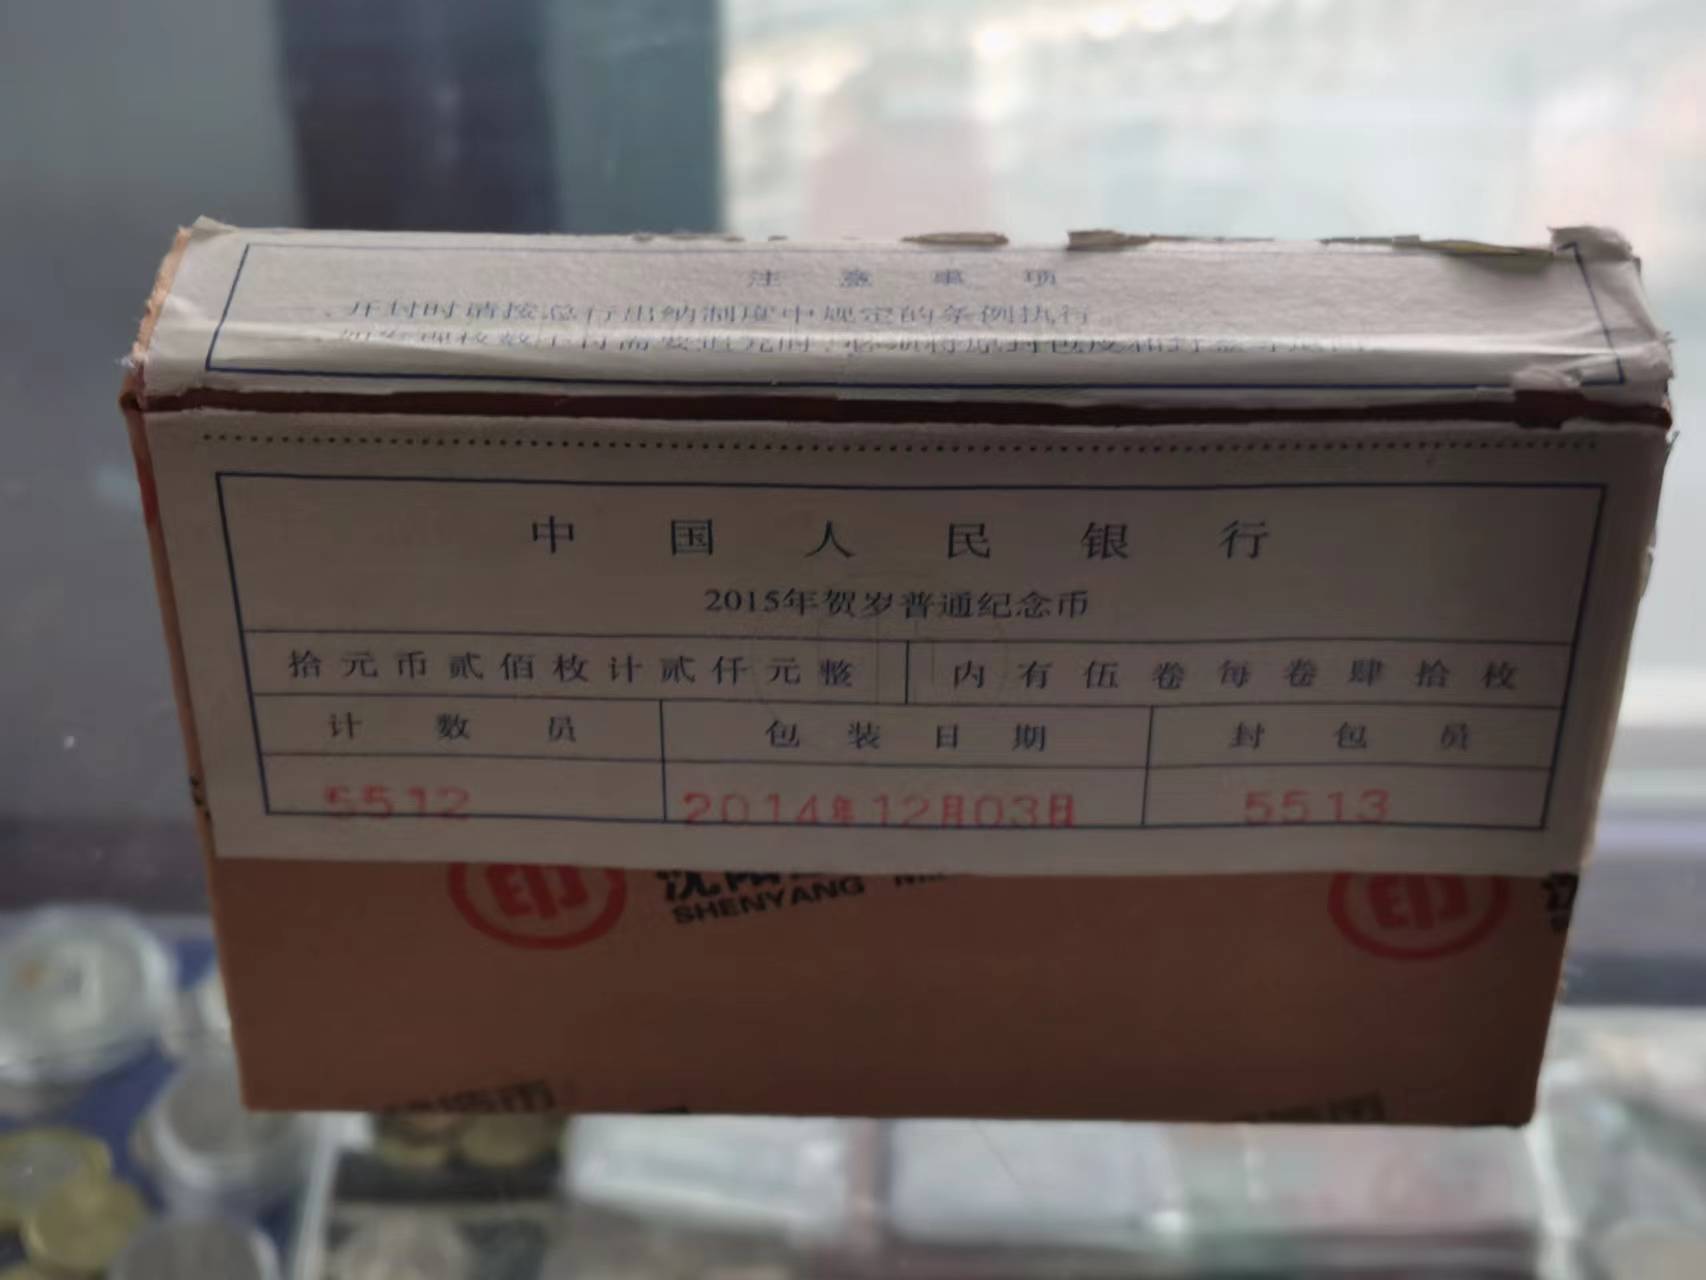 注意事项
、开封时请按总行出纳制度中规定的条例执行。
中国人民银行
2015年贺岁普通纪念币
拾元币贰佰枚计贰仟元整 内有伍卷每卷肆拾枚
计数员 包装日期 封包员
5512 2014年12月03日 5513
印 印
SHENYANG